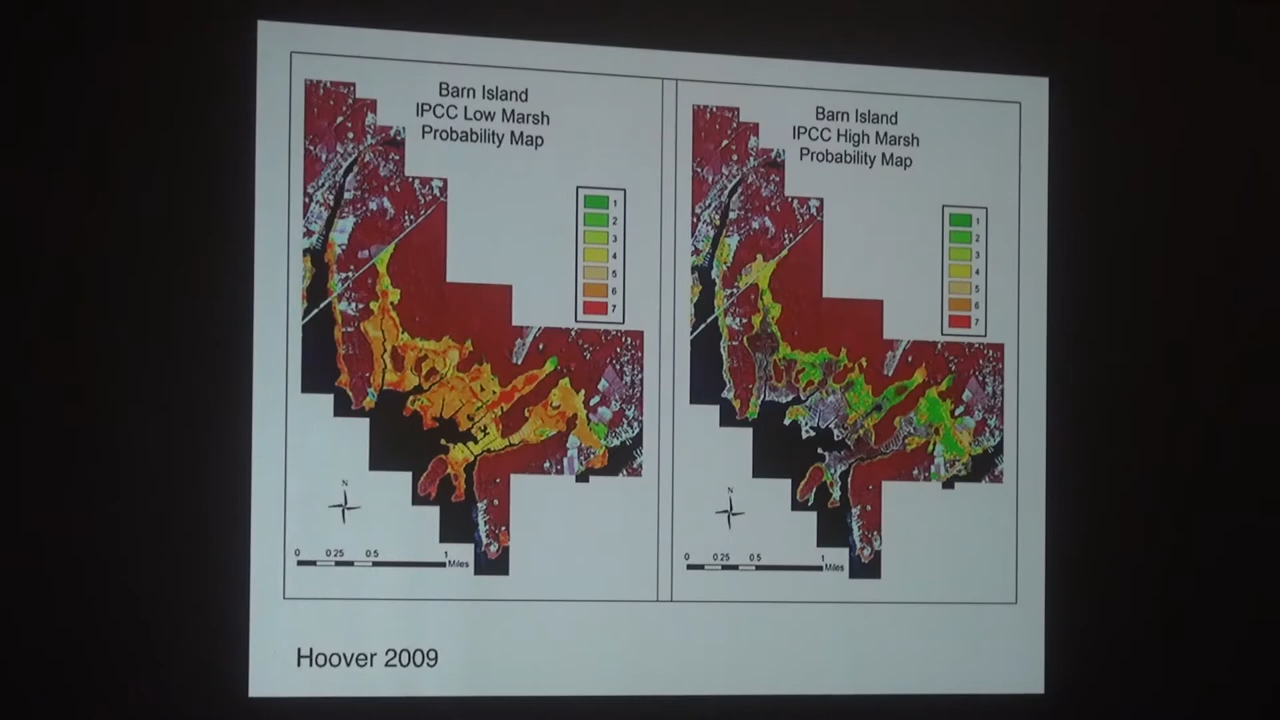 Barn Island
IPCC Low Marsh
Probability Map
1
2
3
4
5
6
7
N
0 0.25 0.5 1
Miles
Barn Island
IPCC High Marsh
Probability Map
1
2
3
4
5
6
7
N
0 0.25 0.5 1
Miles
Hoover 2009